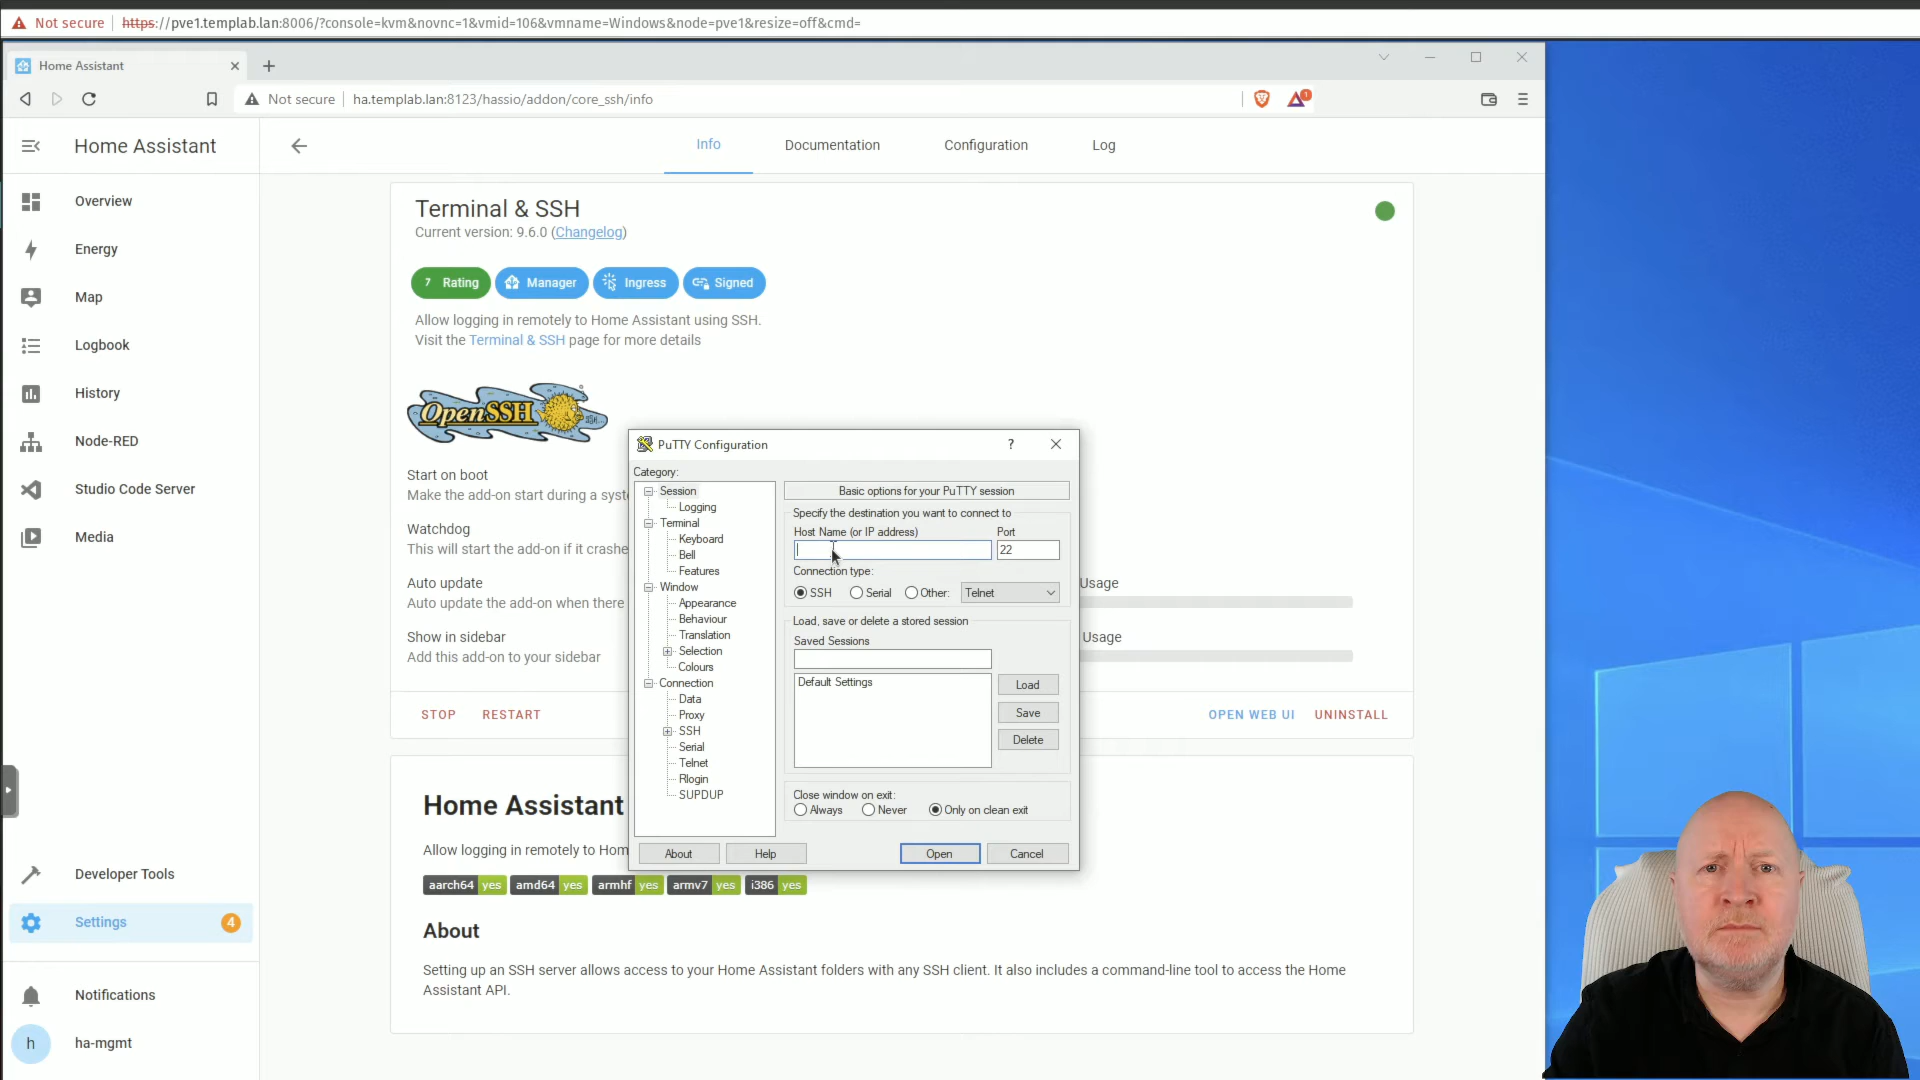 Not secure https://pve1.templab.lan:8006/?console=kvm&novnc=1&vmid=106&vmname=Windows&node=pve1&resize=off&cmd=
Home Assistant
Not secure ha.templab.lan:8123/hassio/addon/core_ssh/info 1
Home Assistant
Info Documentation Configuration Log
Overview
Energy
Map
Logbook
History
Node-RED
Studio Code Server
Media
Developer Tools
Settings 4
Notifications
h ha-mgmt
Terminal & SSH
Current version: 9.6.0 (Changelog)
7 Rating Manager Ingress Signed
Allow logging in remotely to Home Assistant using SSH.
Visit the Terminal & SSH page for more details
OpenSSH
Start on boot
Make the add-on start during a syst
Watchdog
This will start the add-on if it crashe
Auto update
Auto update the add-on when there
Show in sidebar
Add this add-on to your sidebar
Usage
Usage
STOP RESTART OPEN WEB UI UNINSTALL
PuTTY Configuration ?
Category:
Session
Logging
Terminal
Keyboard
Bell
Features
Window
Appearance
Behaviour
Translation
Selection
Colours
Connection
Data
Proxy
SSH
Serial
Telnet
Rlogin
SUPDUP
Basic options for your PuTTY session
Specify the destination you want to connect to
Host Name (or IP address) Port
22
Connection type:
SSH Serial Other: Telnet
Load, save or delete a stored session
Saved Sessions
Default Settings
Load
Save
Delete
Close window on exit:
Always Never Only on clean exit
About Help Open Cancel
Home Assistant
Allow logging in remotely to Hom
aarch64 yes amd64 yes armhf yes armv7 yes i386 yes
About
Setting up an SSH server allows access to your Home Assistant folders with any SSH client. It also includes a command-line tool to access the Home
Assistant API.